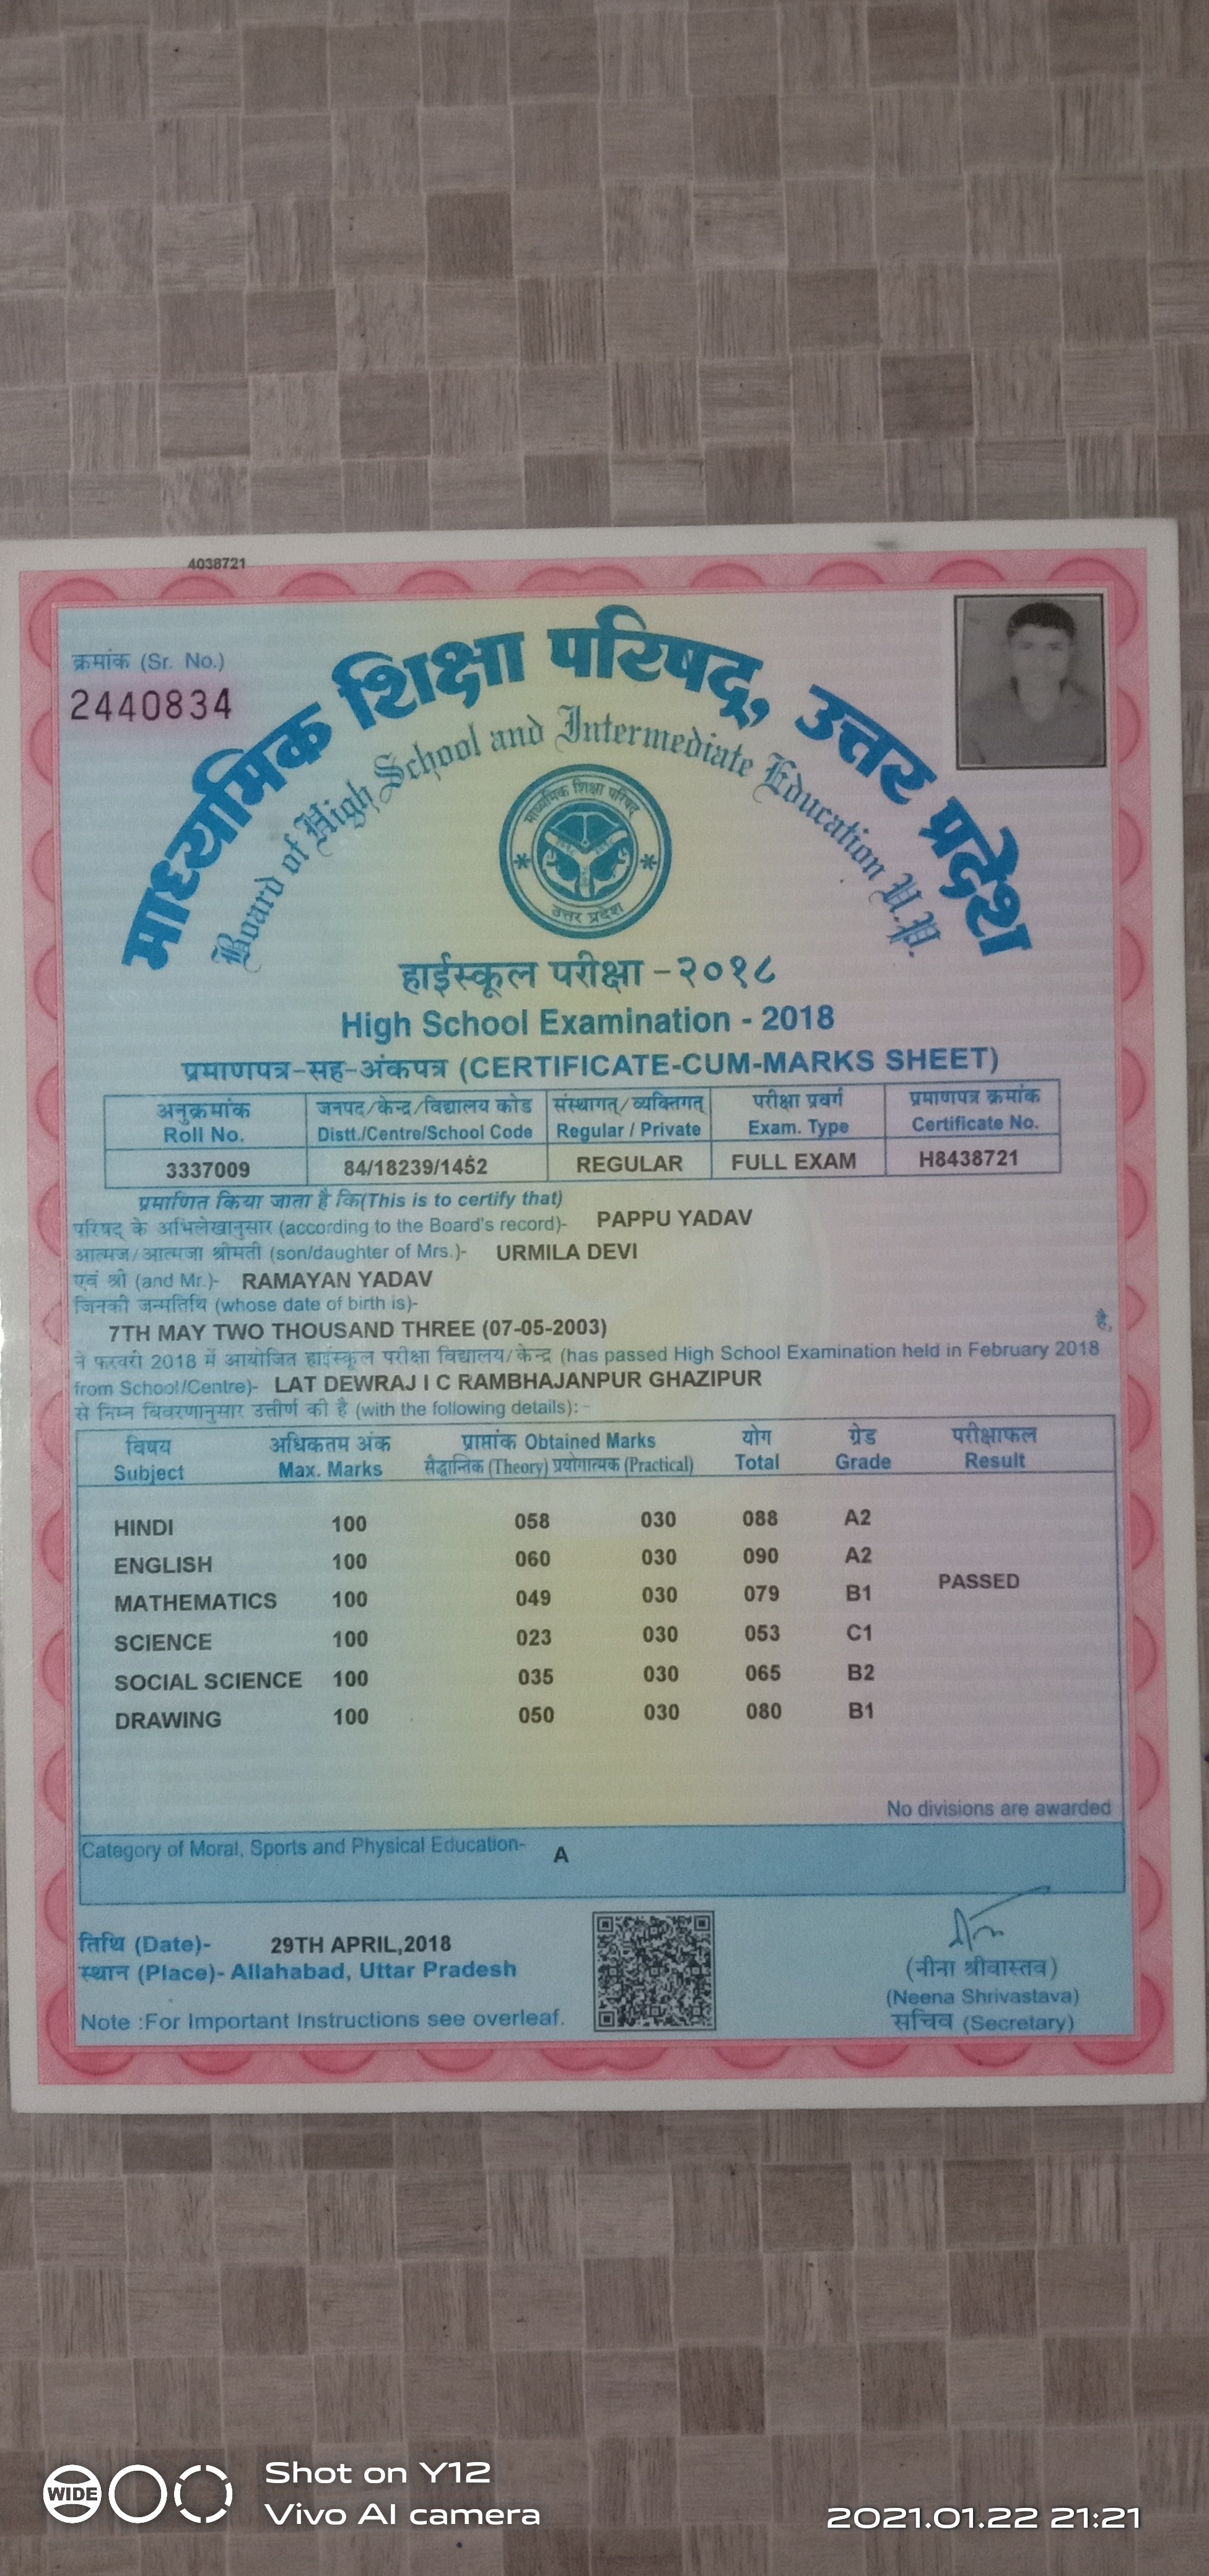 4038721
क्रमांक (Sr. No.)
2440834
माध्यमिक शिक्षा परिषद्, उत्तर प्रदेश
Board of High School and Intermediate Education U.P.
माध्यमिक शिक्षा परिषद
उत्तर प्रदेश
हाईस्कूल परीक्षा -२०१८
High School Examination - 2018
प्रमाणपत्र-सह-अंकपत्र (CERTIFICATE-CUM-MARKS SHEET)
अनुक्रमांक जनपद/केन्द्र/विद्यालय कोड संस्थागत/व्यक्तिगत् परीक्षा प्रवर्ग प्रमाणपत्र क्रमांक
Roll No. Distt./Centre/School Code Regular / Private Exam. Type Certificate No.
3337009 84/18239/1452 REGULAR FULL EXAM H8438721
प्रमाणित किया जाता है कि(This is to certify that)
परिषद् के अभिलेखानुसार (according to the Board's record)- PAPPU YADAV
आत्मज/आत्मजा श्रीमती (son/daughter of Mrs.)- URMILA DEVI
एवं श्री (and Mr.)- RAMAYAN YADAV
जिनकी जन्मतिथि (whose date of birth is)-
7TH MAY TWO THOUSAND THREE (07-05-2003) है,
ने फरवरी 2018 में आयोजित हाईस्कूल परीक्षा विद्यालय/केन्द्र (has passed High School Examination held in February 2018
from School/Centre)- LAT DEWRAJ I C RAMBHAJANPUR GHAZIPUR
से निम्न विवरणानुसार उत्तीर्ण की है (with the following details):-
विषय अधिकतम अंक प्राप्तांक Obtained Marks योग ग्रेड परीक्षाफल
Subject Max. Marks सैद्धान्तिक (Theory) प्रयोगात्मक (Practical) Total Grade Result
HINDI 100 058 030 088 A2
ENGLISH 100 060 030 090 A2
PASSED
MATHEMATICS 100 049 030 079 B1
SCIENCE 100 023 030 053 C1
SOCIAL SCIENCE 100 035 030 065 B2
DRAWING 100 050 030 080 B1
No divisions are awarded
Category of Moral, Sports and Physical Education- A
तिथि (Date)- 29TH APRIL,2018
स्थान (Place)- Allahabad, Uttar Pradesh
Note :For Important Instructions see overleaf.
(नीना श्रीवास्तव)
(Neena Shrivastava)
सचिव (Secretary)
WIDE
Shot on Y12
Vivo AI camera
2021.01.22 21:21